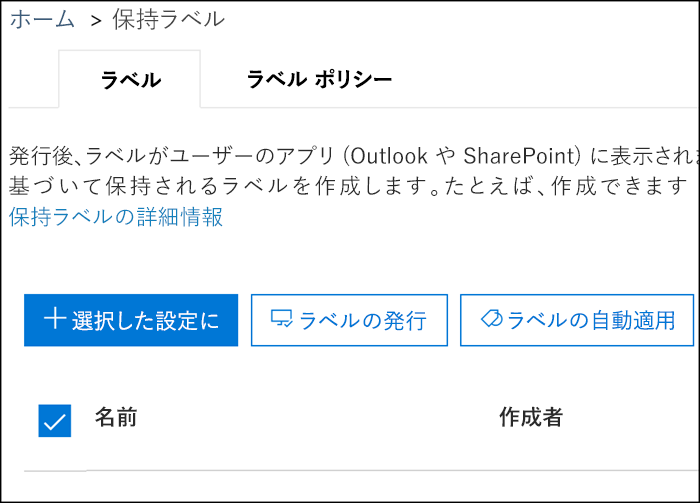 ホーム > 保持ラベル
ラベル ラベル ポリシー
発行後、ラベルがユーザーのアプリ (Outlook や SharePoint) に表示され
基づいて保持されるラベルを作成します。たとえば、作成できます
保持ラベルの詳細情報
選択した設定に ラベルの発行 ラベルの自動適用
名前 作成者